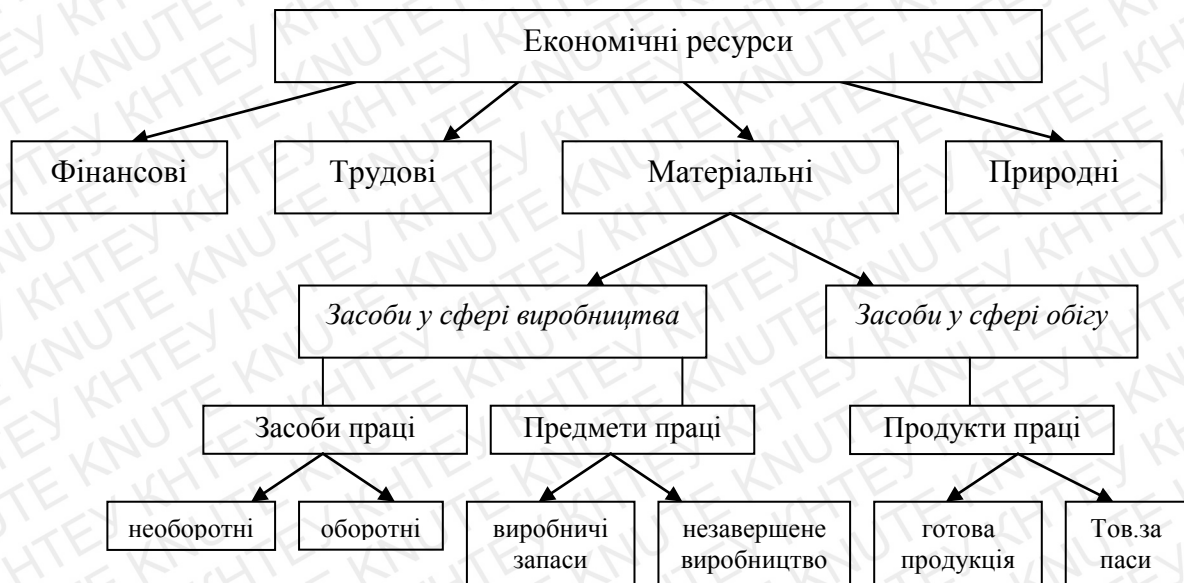 Економічні ресурси
Фінансові
Трудові
Матеріальні
Природні
Засоби у сфері виробництва
Засоби у сфері обігу
Засоби праці
Предмети праці
Продукти праці
необоротні
оборотні
виробничі
запаси
незавершене
виробництво
готова
продукція
Тов.за
паси